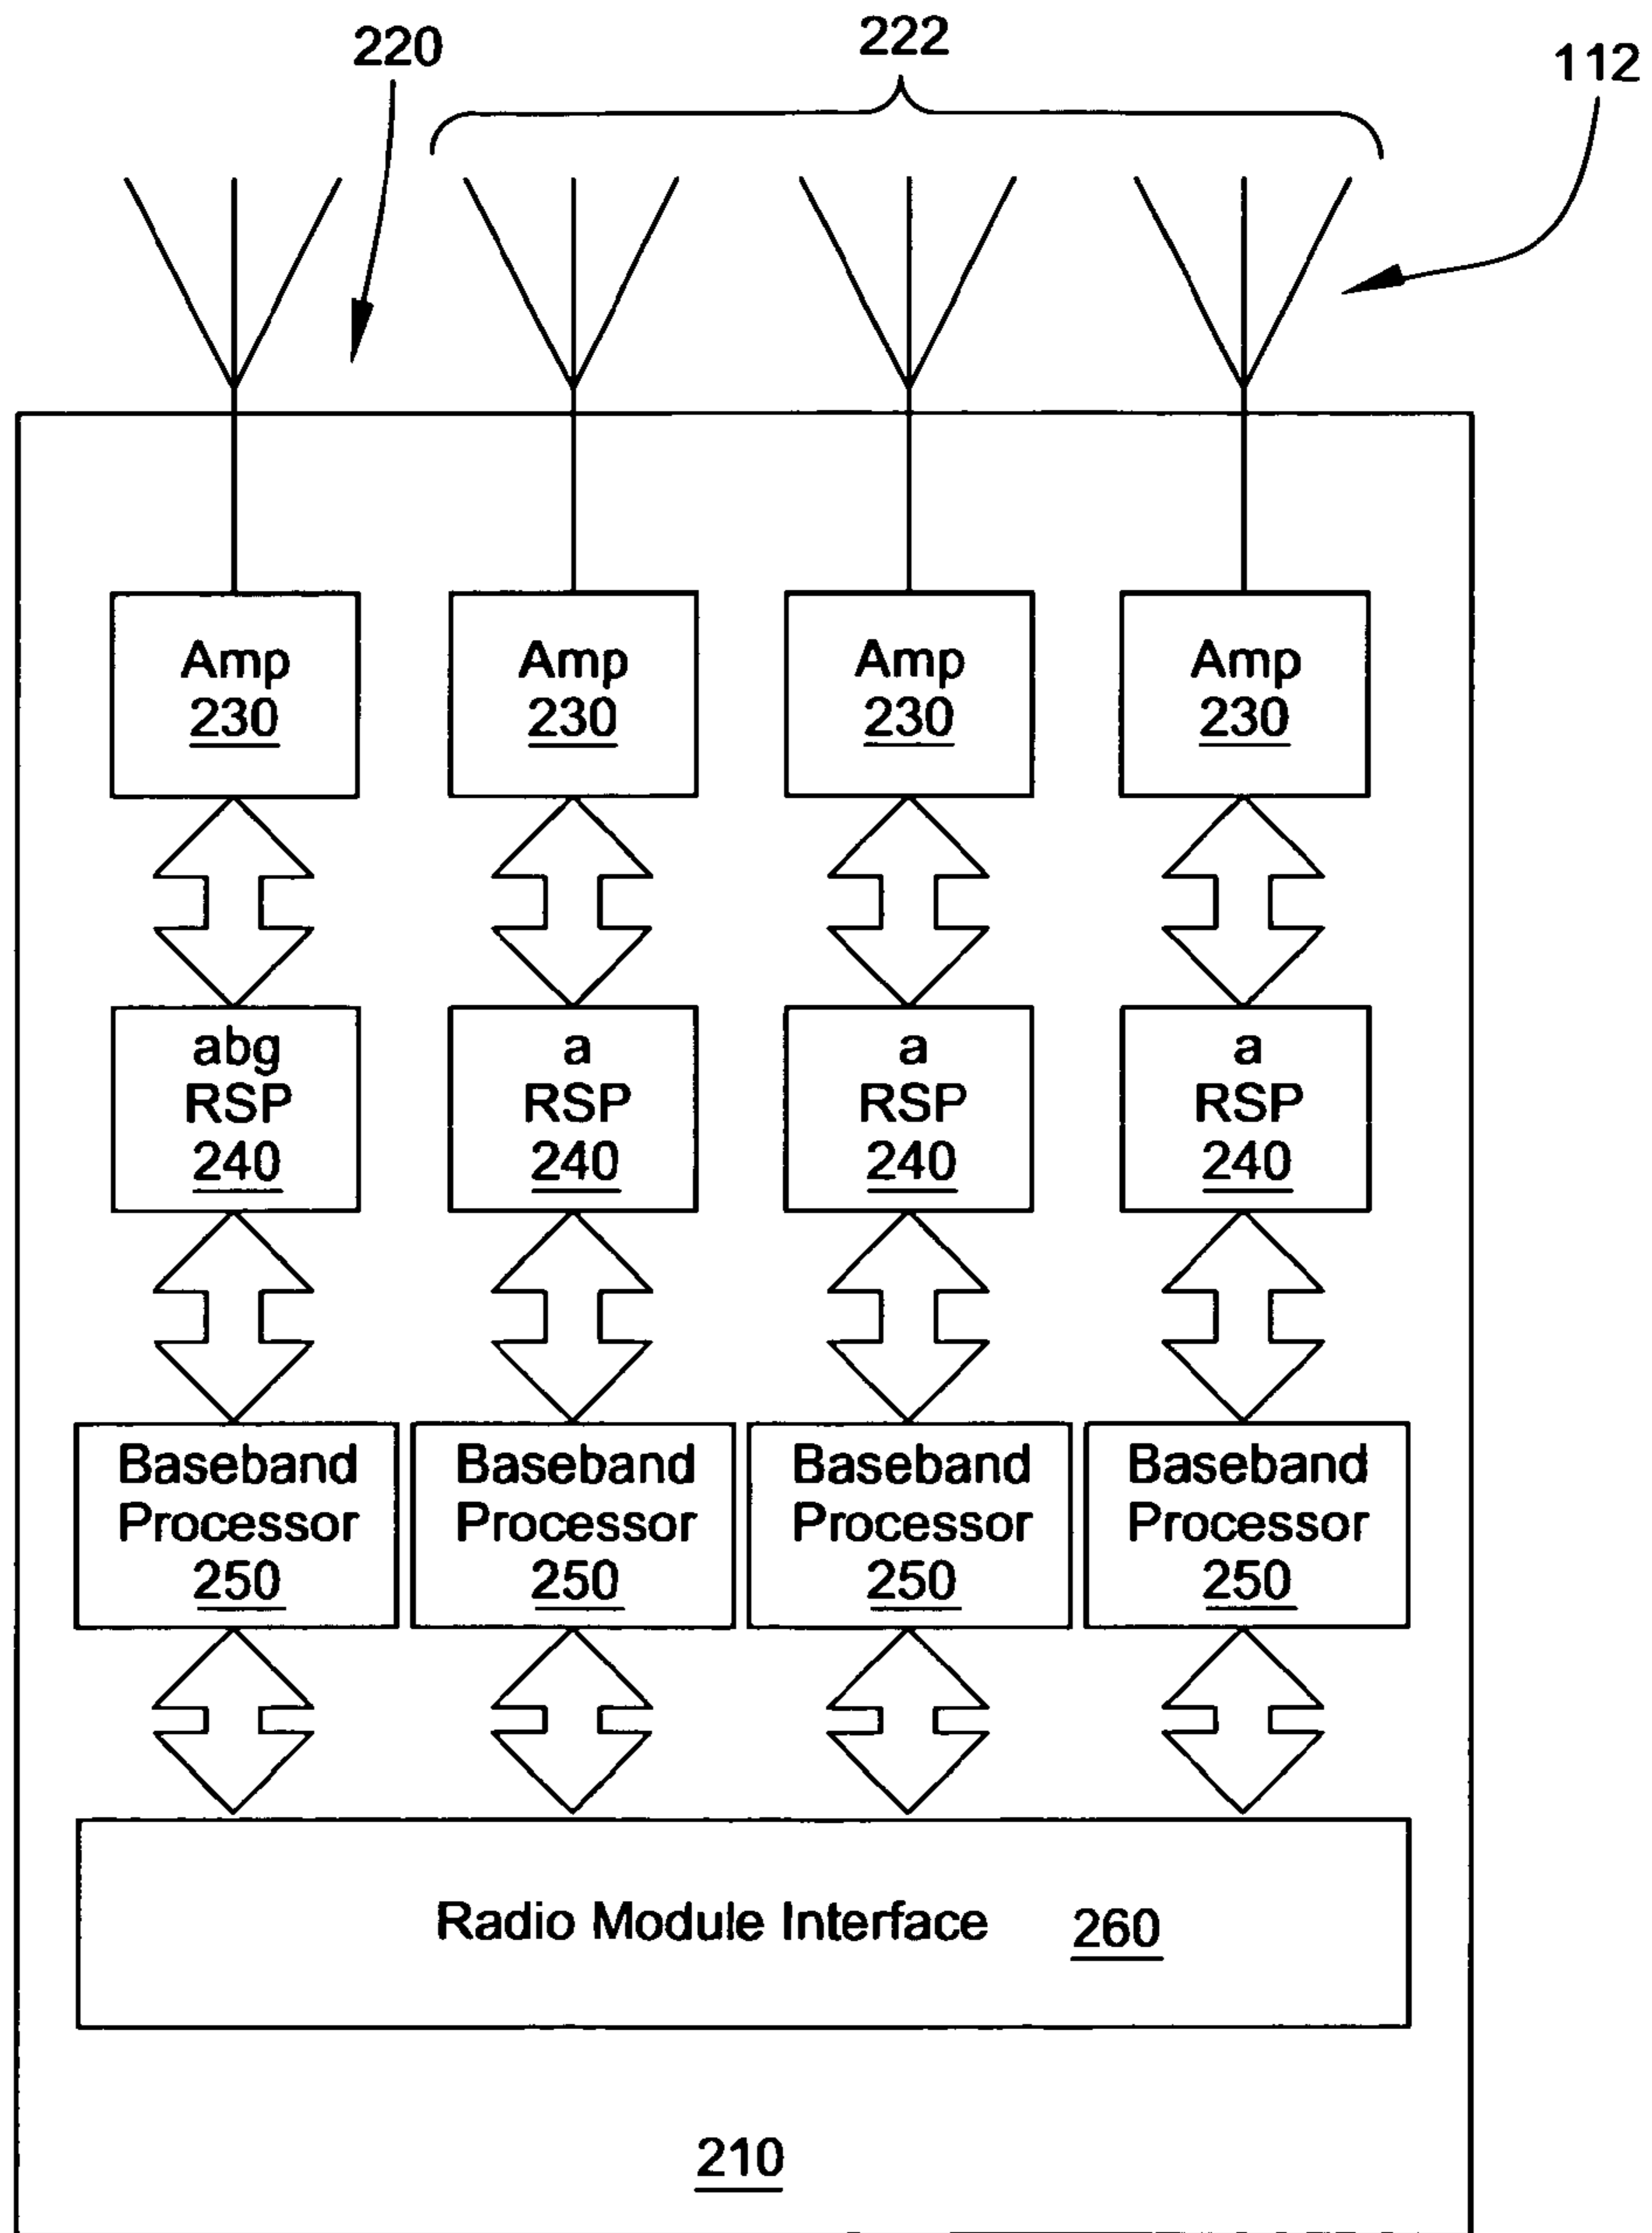 220
222
112
Amp
230
Amp
230
Amp
230
Amp
230
abg
RSP
240
a
RSP
240
a
RSP
240
a
RSP
240
Baseband
Processor
250
Baseband
Processor
250
Baseband
Processor
250
Baseband
Processor
250
Radio Module Interface 260
210